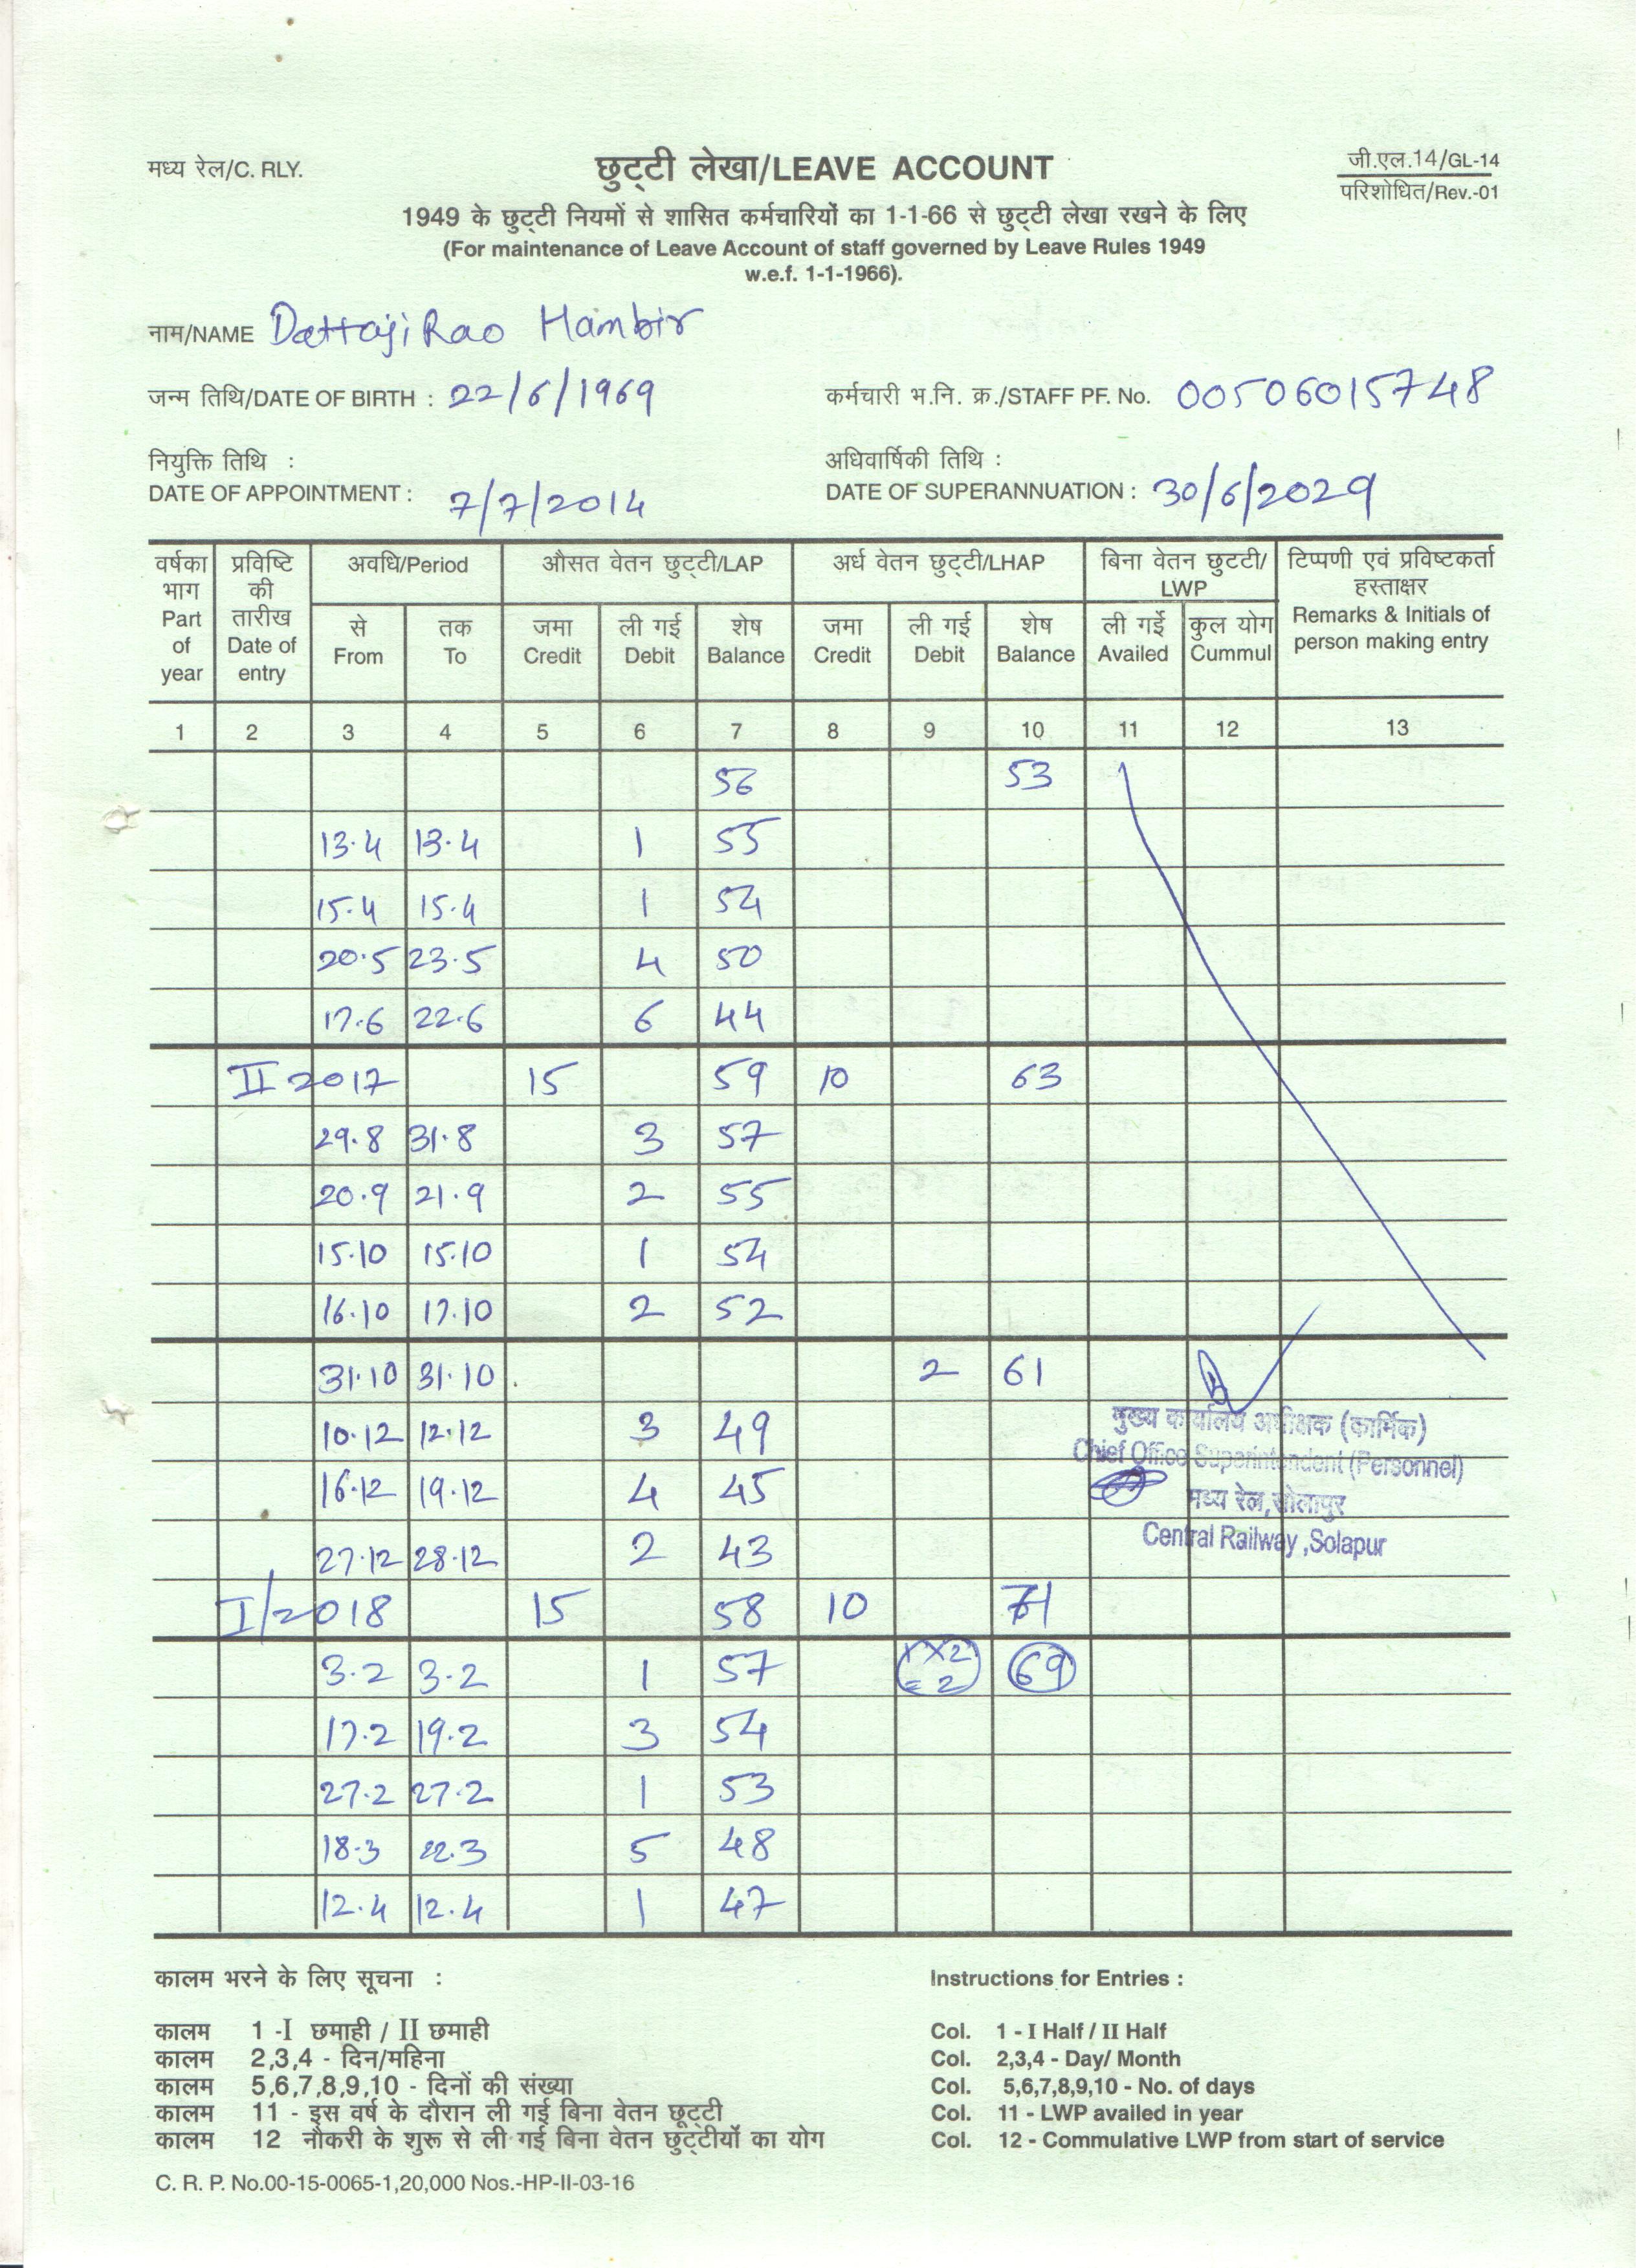 मध्य रेल/C. RLY.
छुट्टी लेखा/LEAVE ACCOUNT
जी.एल.14/GL-14
परिशोधित/Rev.-01
1949 के छुट्टी नियमों से शासित कर्मचारियों का 1-1-66 से छुट्टी लेखा रखने के लिए
(For maintenance of Leave Account of staff governed by Leave Rules 1949
w.e.f. 1-1-1966).
नाम/NAME Dattaji Rao Hambir
जन्म तिथि/DATE OF BIRTH : 22/6/1969 कर्मचारी भ.नि. क्र./STAFF PF. No. 00506015748
नियुक्ति तिथि : अधिवार्षिकी तिथि :
DATE OF APPOINTMENT : 7/7/2014 DATE OF SUPERANNUATION : 30/6/2029
वर्षका भाग Part of year प्रविष्टि की तारीख Date of entry अवधि/Period औसत वेतन छुट्टी/LAP अर्ध वेतन छुट्टी/LHAP बिना वेतन छुटटी/LWP टिप्पणी एवं प्रविष्टकर्ता हस्ताक्षर Remarks & Initials of person making entry
से From तक To जमा Credit ली गई Debit शेष Balance जमा Credit ली गई Debit शेष Balance ली गई Availed कुल योग Cummul
1 2 3 4 5 6 7 8 9 10 11 12 13
56 53
13.4 13.4 1 55
15.4 15.4 1 54
20.5 23.5 4 50
17.6 22.6 6 44
II 2017 15 59 10 63
29.8 31.8 3 57
20.9 21.9 2 55
15.10 15.10 1 54
16.10 17.10 2 52
31.10 31.10 2 61
10.12 12.12 3 49
16.12 19.12 4 45
27.12 28.12 2 43
मुख्य कार्यालय अधीक्षक (कार्मिक)
Chief Office Superintendent (Personnel)
मध्य रेल,सोलापुर
Central Railway ,Solapur
I/2018 15 58 10 71
3.2 3.2 1 57 1X2 = 2 69
17.2 19.2 3 54
27.2 27.2 1 53
18.3 22.3 5 48
12.4 12.4 1 47
कालम भरने के लिए सूचना :
कालम 1 -I छमाही / II छमाही
कालम 2,3,4 - दिन/महिना
कालम 5,6,7,8,9,10 - दिनों की संख्या
कालम 11 - इस वर्ष के दौरान ली गई बिना वेतन छूट्टी
कालम 12 नौकरी के शुरू से ली गई बिना वेतन छुट्टीयों का योग
Instructions for Entries :
Col. 1 - I Half / II Half
Col. 2,3,4 - Day/ Month
Col. 5,6,7,8,9,10 - No. of days
Col. 11 - LWP availed in year
Col. 12 - Commulative LWP from start of service
C. R. P. No.00-15-0065-1,20,000 Nos.-HP-II-03-16